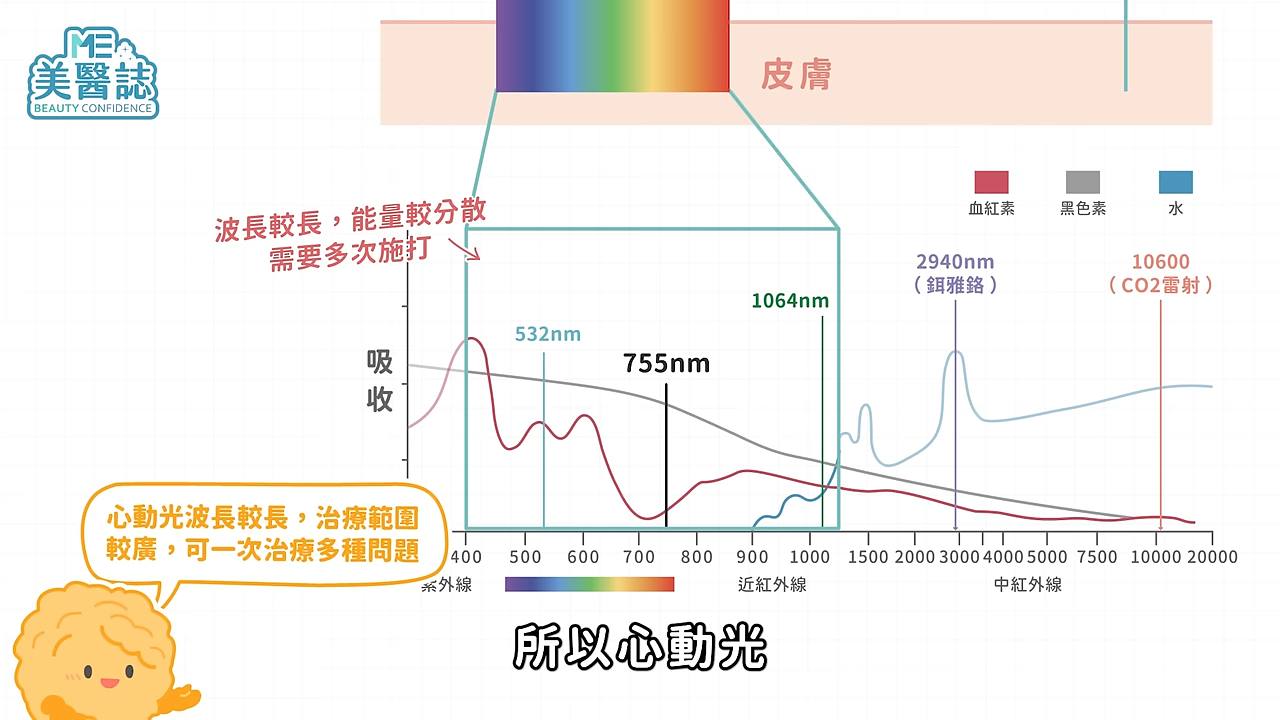 ME
美醫誌
BEAUTY CONFIDENCE
皮膚
血紅素
黑色素
水
波長較長，能量較分散
需要多次施打
2940nm
（鉺雅鉻）
10600
（CO2雷射）
1064nm
532nm
755nm
吸
收
心動光波長較長，治療範圍
較廣，可一次治療多種問題
400 500 600 700 800 900 1000 1500 2000 3000 4000 5000 7500 10000 20000
紫外線
近紅外線
中紅外線
所以心動光